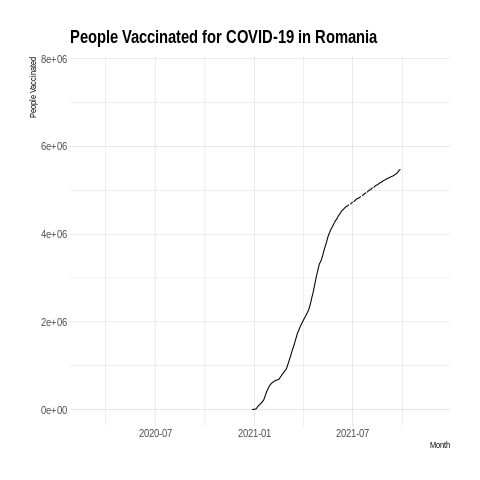 People Vaccinated for COVID-19 in Romania
People Vaccinated
8e+06
6e+06
4e+06
2e+06
0e+00
2020-07
2021-01
2021-07
Month